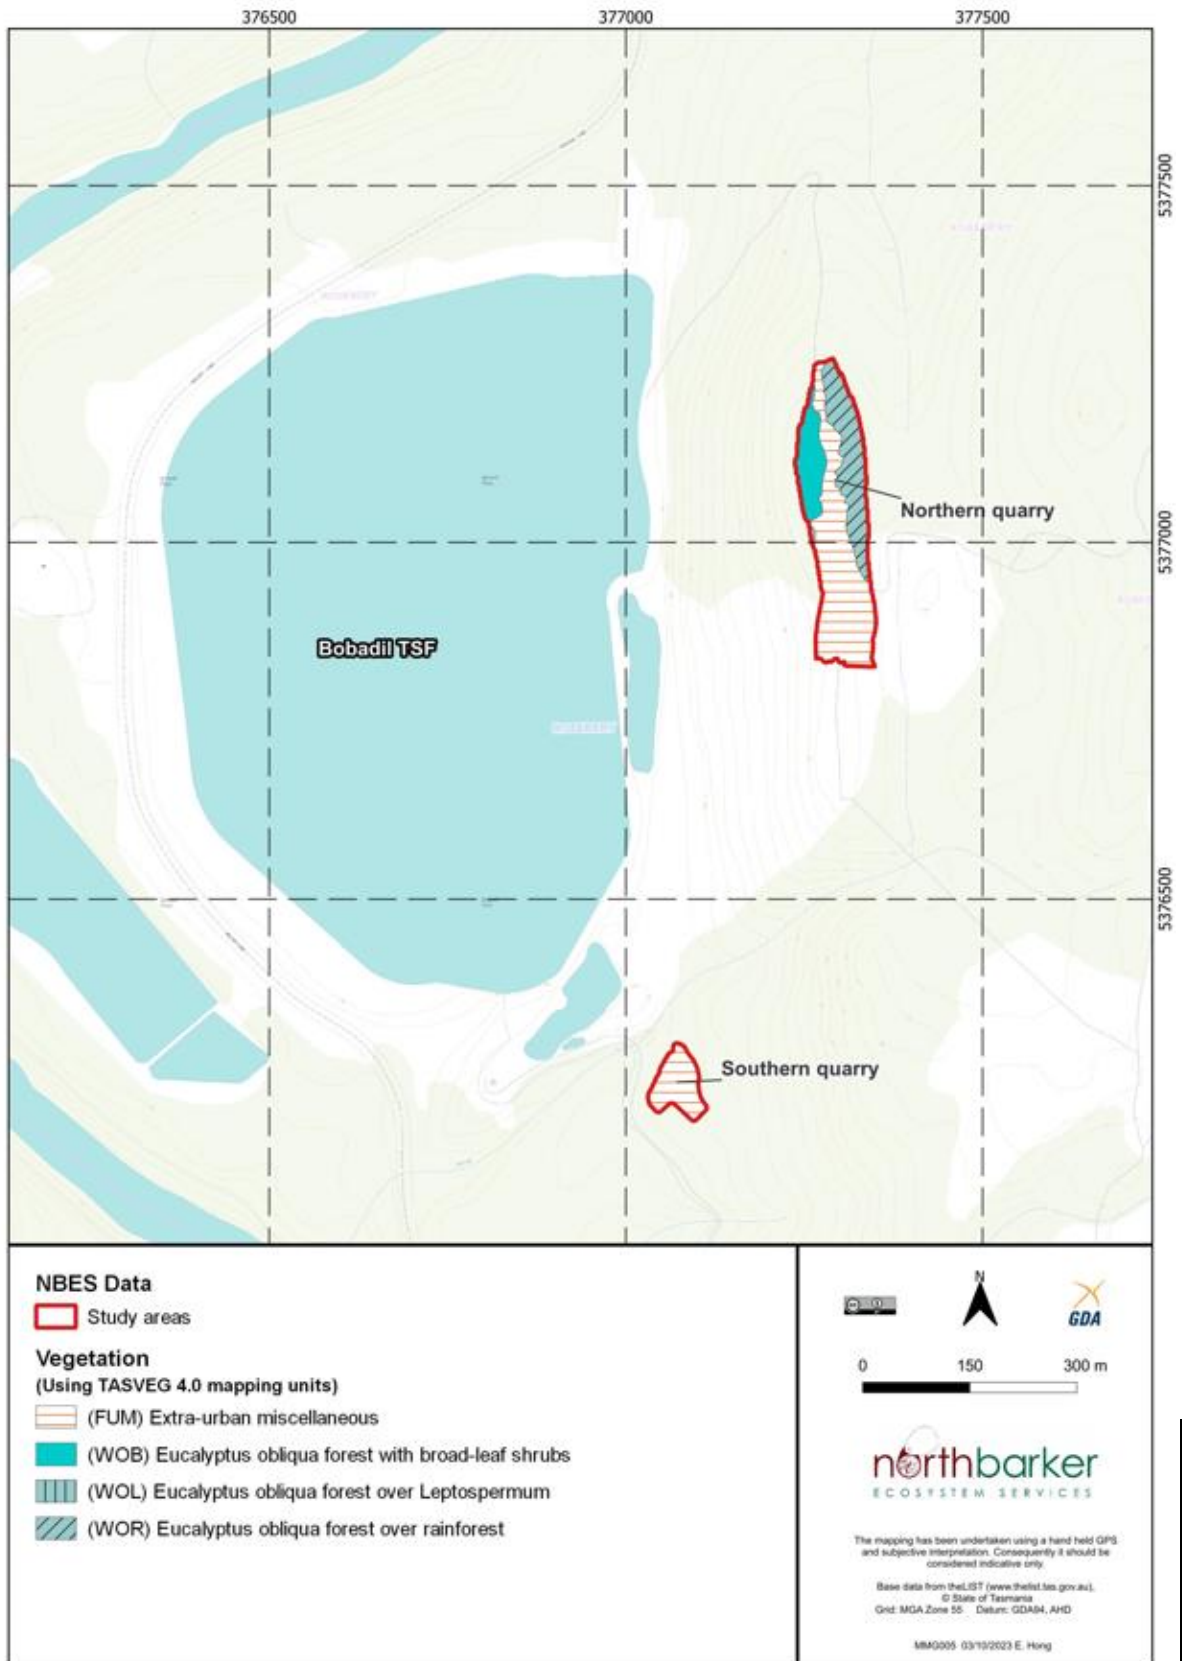 376500
377000
377500
5377500
Northern quarry
5377000
Bobadil TSF
5376500
Southern quarry
NBES Data
Study areas
Vegetation
(Using TASVEG 4.0 mapping units)
(FUM) Extra-urban miscellaneous
(WOB) Eucalyptus obliqua forest with broad-leaf shrubs
(WOL) Eucalyptus obliqua forest over Leptospermum
(WOR) Eucalyptus obliqua forest over rainforest
N
GDA
0 150 300 m
northbarker
ECOSYSTEM SERVICES
The mapping has been undertaken using a hand held GPS
and subjective interpretation. Consequently it should be
considered indicative only.
Base data from theLIST (www.thelist.tas.gov.au),
© State of Tasmania
Grid: MGA Zone 55 Datum: GDA94, AHD
MMG005 03/10/2023 E. Hong